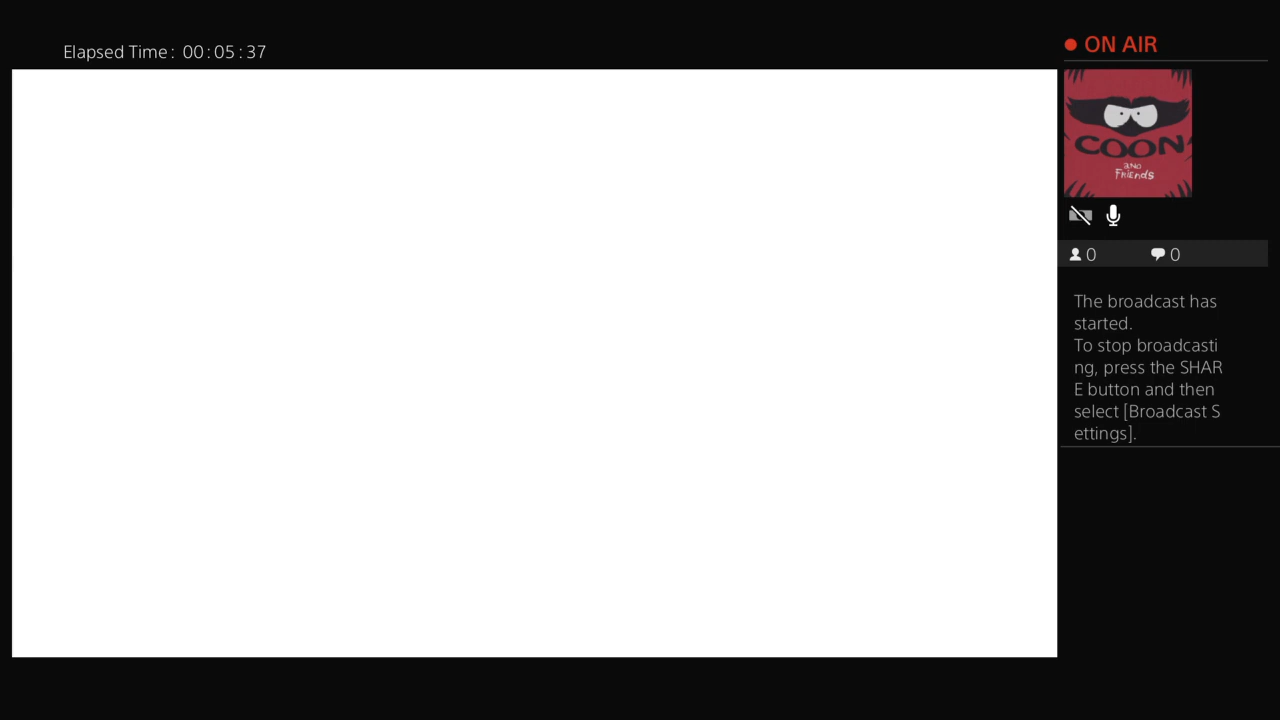 Elapsed Time: 00:05:37
ON AIR
COON
AND
FRIENDS
0
0
The broadcast has
started.
To stop broadcasti
ng, press the SHAR
E button and then
select [Broadcast S
ettings].